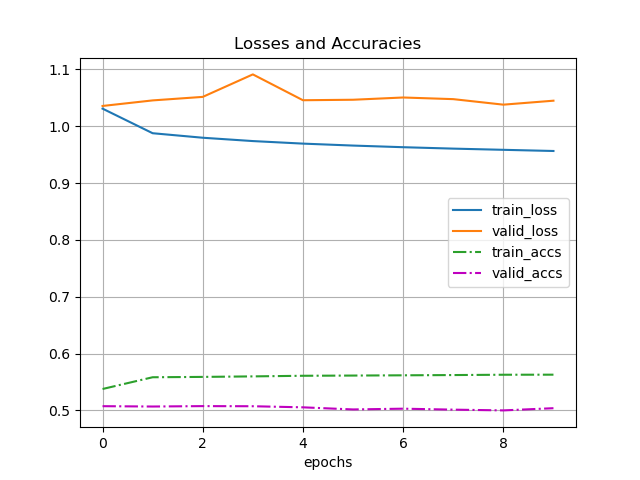 Losses and Accuracies
1.1
1.0
0.9
0.8
0.7
0.6
0.5
train_loss
valid_loss
train_accs
valid_accs
0 2 4 6 8
epochs